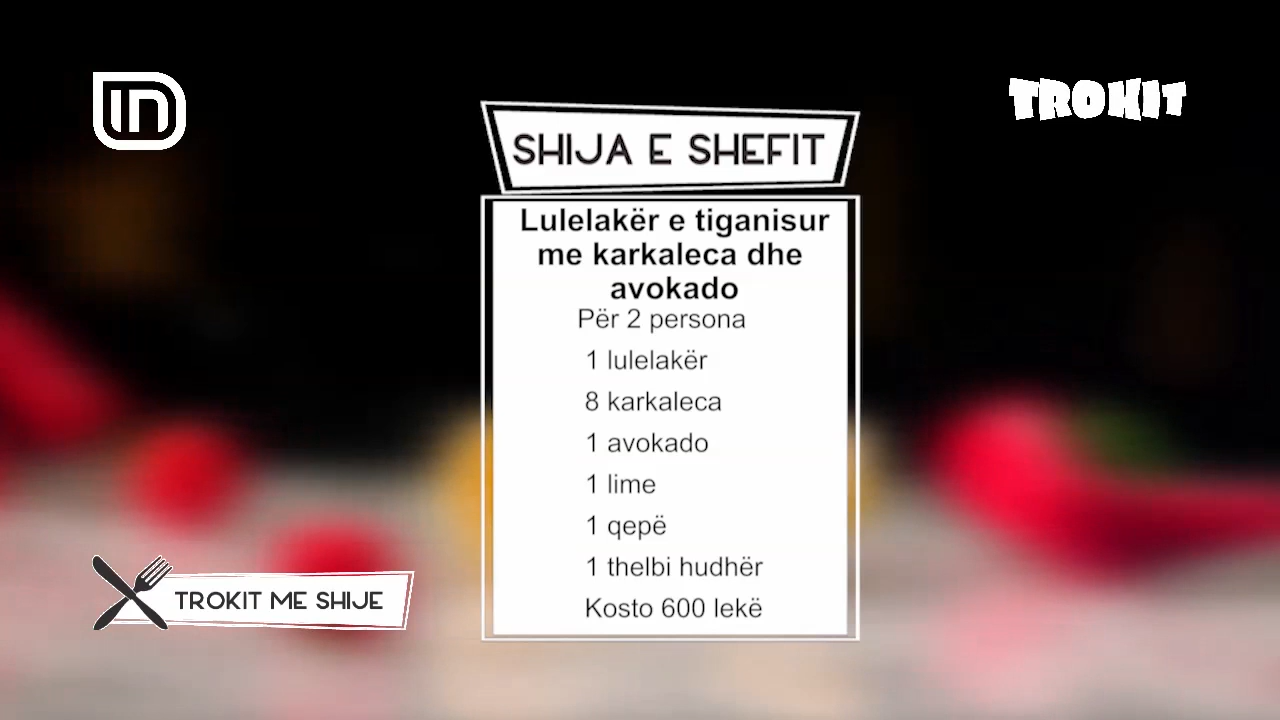 IN
TROKIT
SHIJA E SHEFIT
Lulelakër e tiganisur
me karkaleca dhe
avokado
Për 2 persona
1 lulelakër
8 karkaleca
1 avokado
1 lime
1 qepë
1 thelbi hudhër
Kosto 600 lekë
TROKIT ME SHIJE